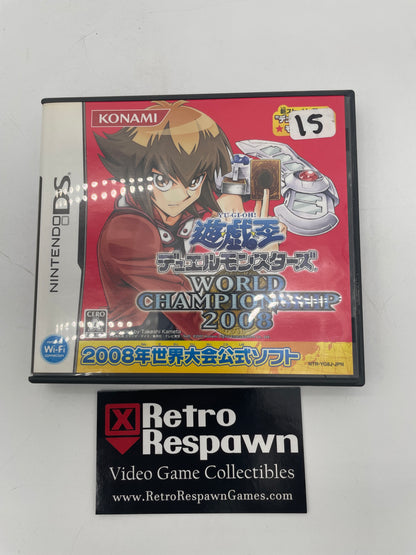 KONAMI
15
NINTENDO DS
YU-GI-OH!
遊戯王
デュエルモンスターズ
WORLD
CHAMPIONSHIP
2008
CERO
Wi-Fi
2008年世界大会公式ソフト
Retro
Respawn
Video Game Collectibles
www.RetroRespawnGames.com